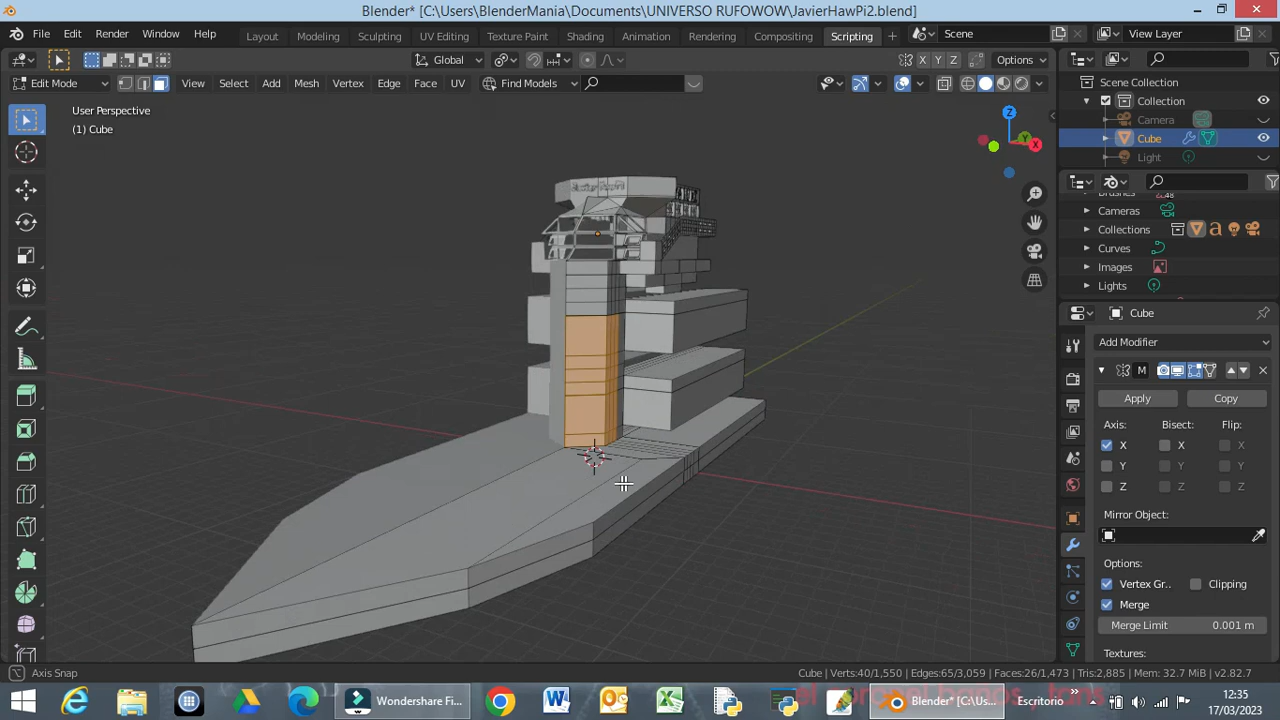 Blender* [C:\Users\BlenderMania\Documents\UNIVERSO RUFOWOW\JavierHawPi2.blend]
File Edit Render Window Help Layout Modeling Sculpting UV Editing Texture Paint Shading Animation Rendering Compositing Scripting + Scene View Layer
Global X Y Z Options
Edit Mode View Select Add Mesh Vertex Edge Face UV Find Models
User Perspective
(1) Cube
Z
Y
X
Scene Collection
Collection
Camera
Cube
Light
Brushes
Cameras
Collections
Curves
Images
Lights
Cube
Add Modifier
M
Apply Copy
Axis: Bisect: Flip:
X X X
Y Y Y
Z Z Z
Mirror Object:
Options:
Vertex Gr.. Clipping
Merge
Merge Limit 0.001 m
Textures:
Axis Snap Cube | Verts:40/1,550 | Edges:65/3,059 | Faces:26/1,473 | Tris:2,885 | Mem: 32.7 MiB | v2.82.7
Wondershare Fi... Blender* [C:\Us... Escritorio
12:35
17/03/2023